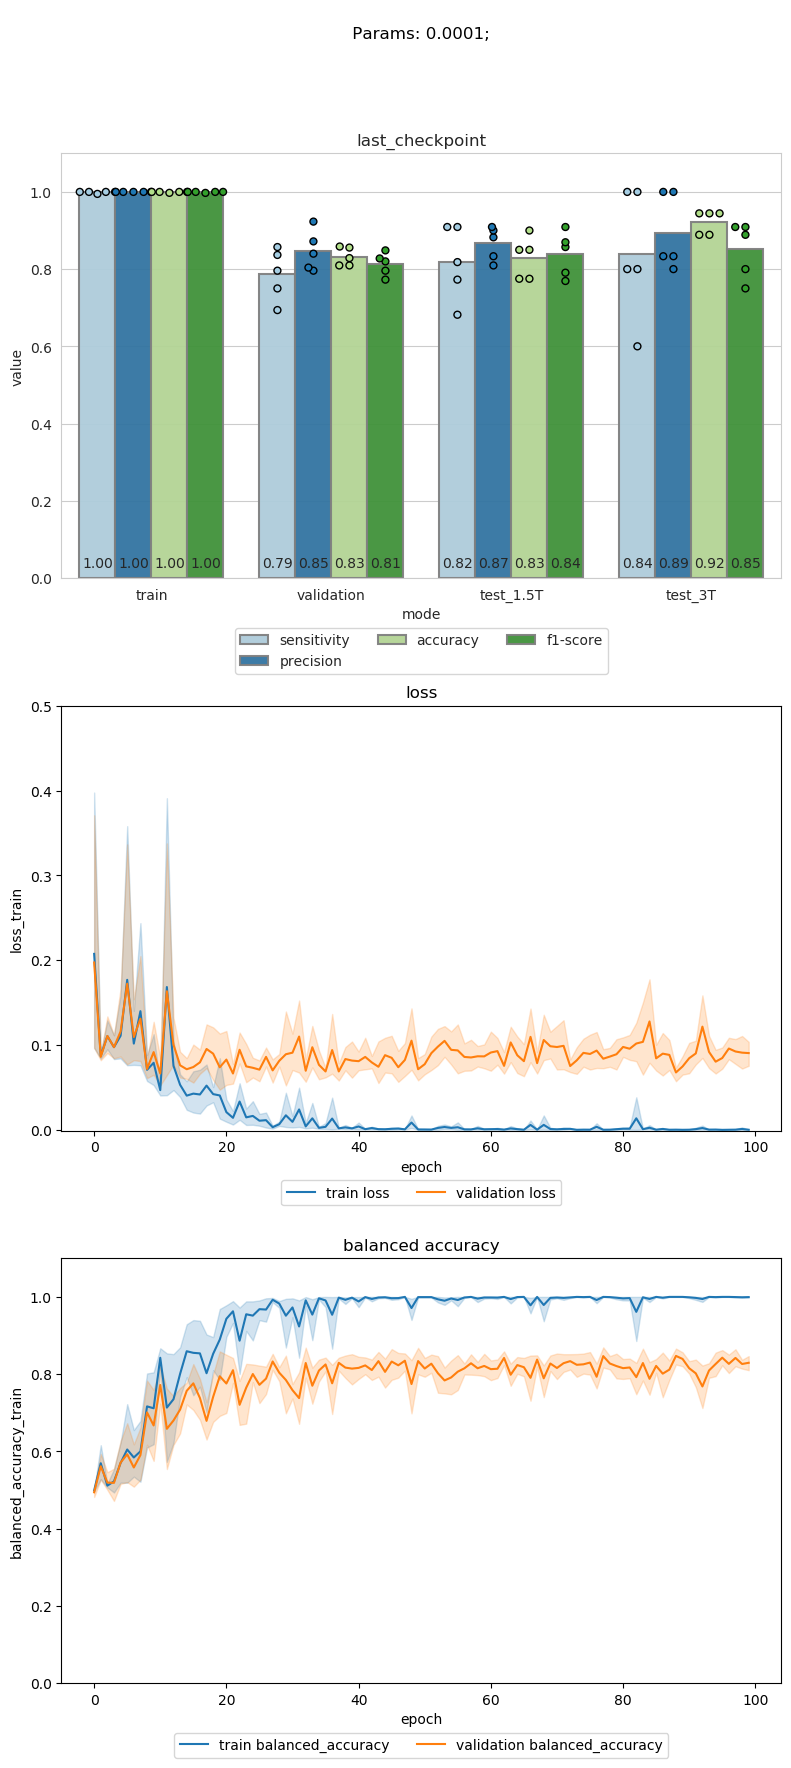 Params: 0.0001;
last_checkpoint
1.0
0.8
0.6
0.4
0.2
0.0
value
1.00 1.00 1.00 1.00 0.79 0.85 0.83 0.81 0.82 0.87 0.83 0.84 0.84 0.89 0.92 0.85
train validation test_1.5T test_3T
mode
sensitivity accuracy f1-score
precision
loss
0.5
0.4
0.3
0.2
0.1
0.0
loss_train
0 20 40 60 80 100
epoch
train loss validation loss
balanced accuracy
1.0
0.8
0.6
0.4
0.2
0.0
balanced_accuracy_train
0 20 40 60 80 100
epoch
train balanced_accuracy validation balanced_accuracy